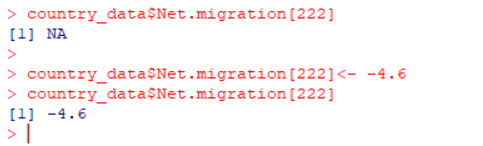 > country_data$Net.migration[222]
[1] NA
>
> country_data$Net.migration[222]<- -4.6
> country_data$Net.migration[222]
[1] -4.6
>